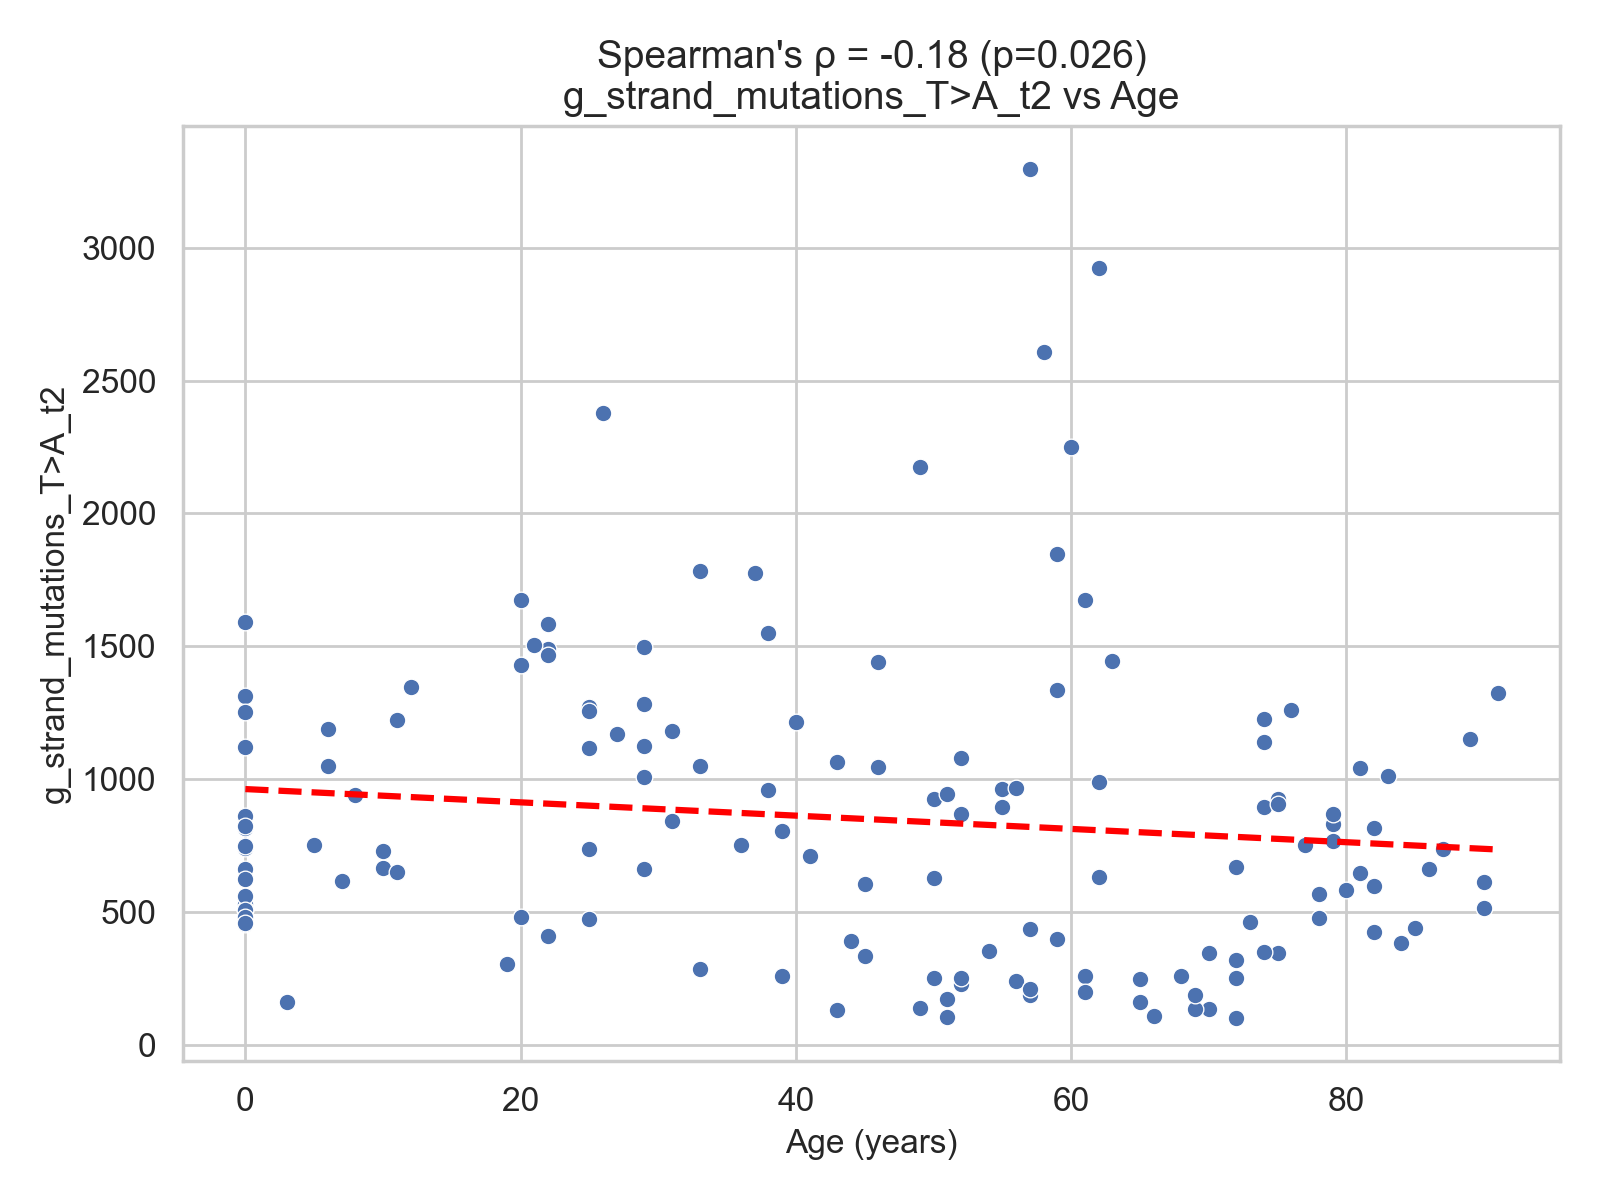 Spearman's ρ = -0.18 (p=0.026)
g_strand_mutations_T>A_t2 vs Age
g_strand_mutations_T>A_t2
3000
2500
2000
1500
1000
500
0
0 20 40 60 80
Age (years)